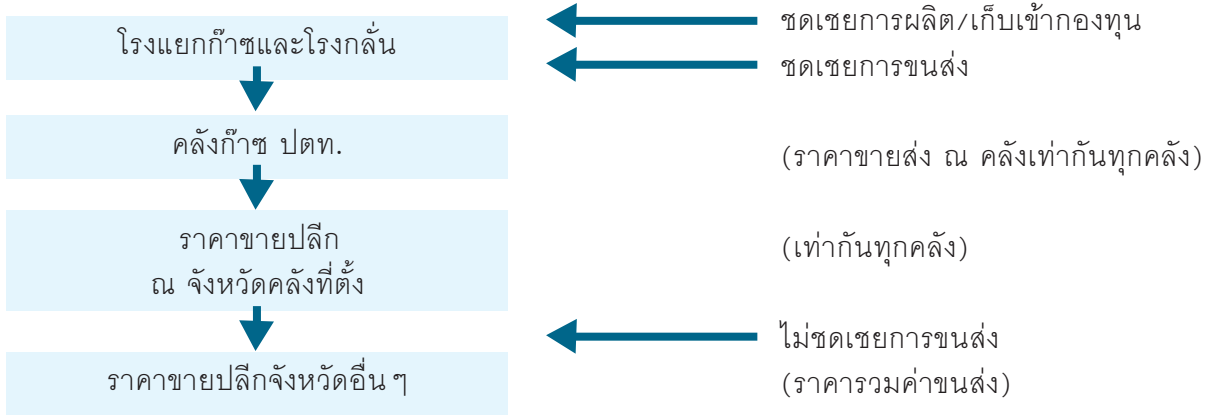 ชดเชยการผลิต/เก็บเข้ากองทุน
โรงแยกก๊าซและโรงกลั่น
ชดเชยการขนส่ง
คลังก๊าซ ปตท.
(ราคาขายส่ง ณ คลังเท่ากันทุกคลัง)
ราคาขายปลีก
ณ จังหวัดคลังที่ตั้ง
(เท่ากันทุกคลัง)
ไม่ชดเชยการขนส่ง
ราคาขายปลีกจังหวัดอื่นๆ
(ราคารวมค่าขนส่ง)